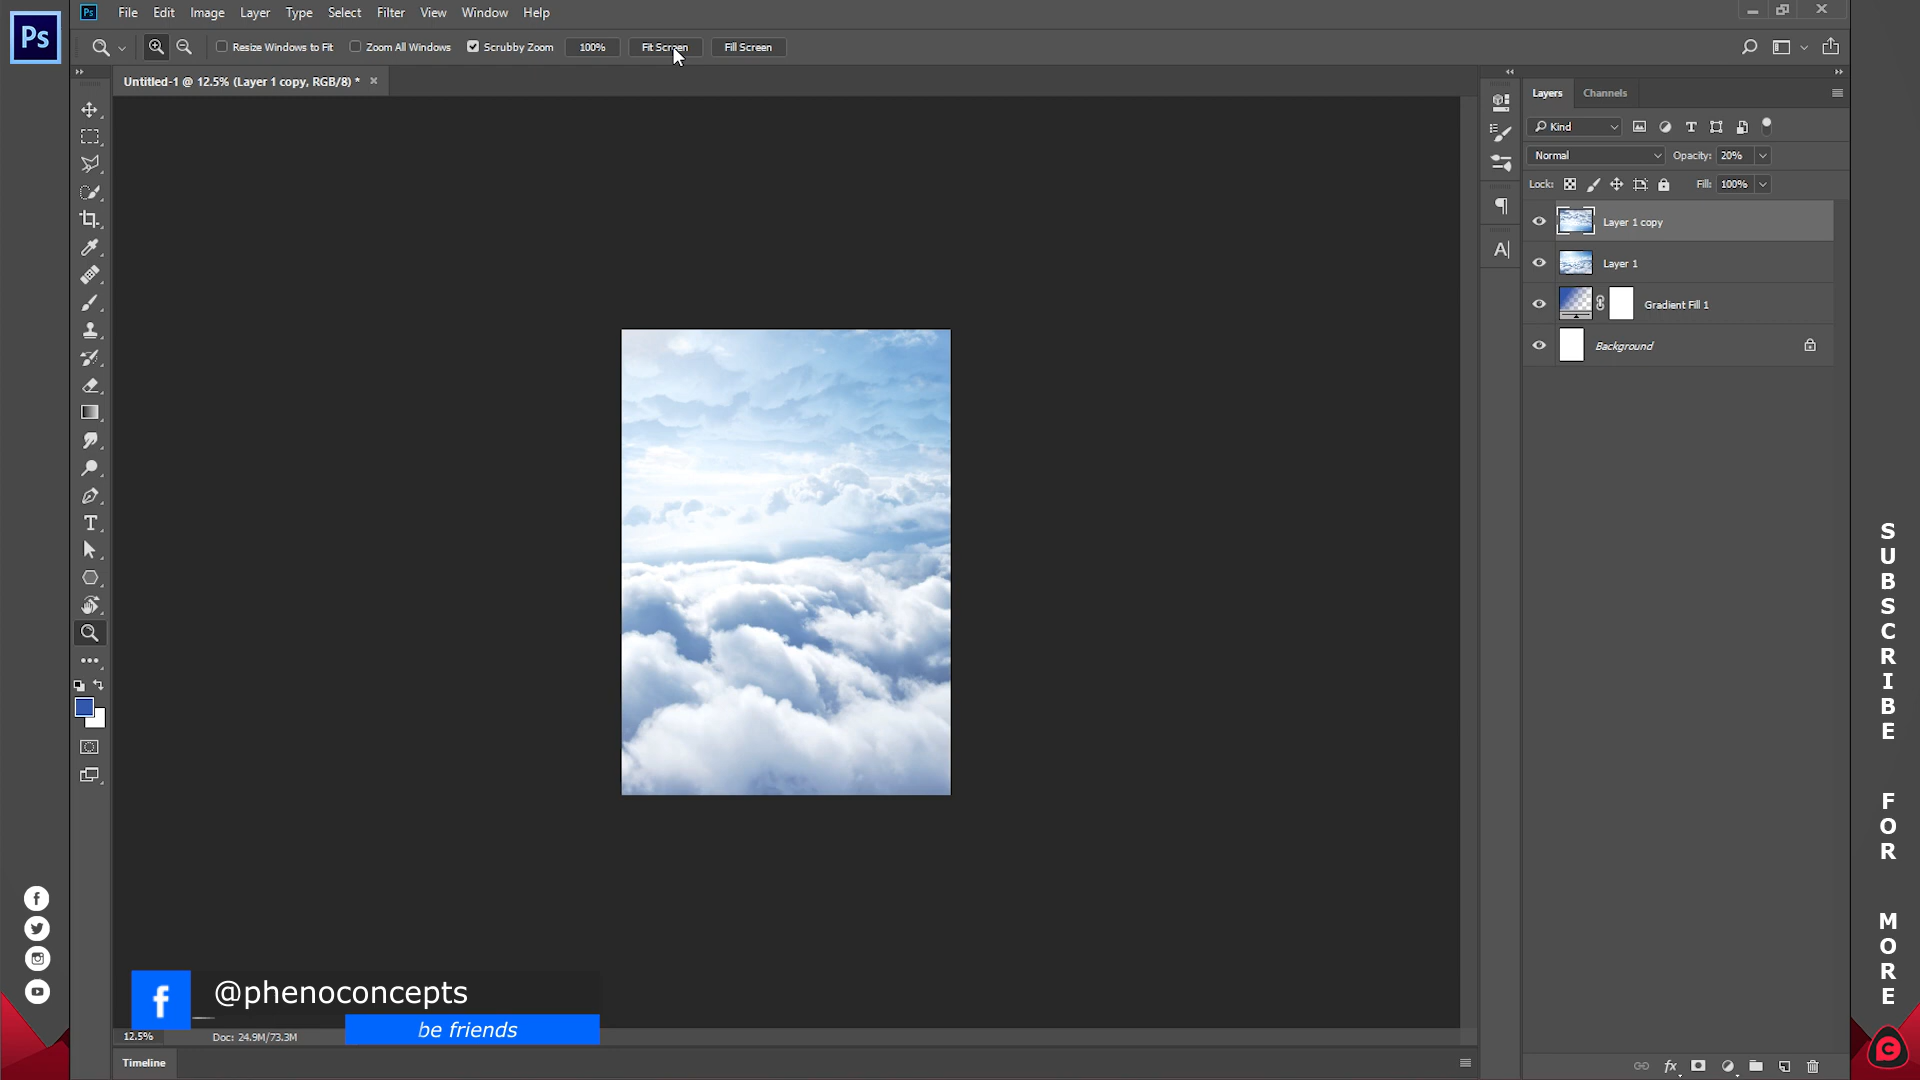 Ps
Ps File Edit Image Layer Type Select Filter View Window Help
Resize Windows to Fit Zoom All Windows Scrubby Zoom 100% Fit Screen Fill Screen
Untitled-1 @ 12.5% (Layer 1 copy, RGB/8) *
Layers Channels
Kind
Normal Opacity: 20%
Lock: Fill: 100%
Layer 1 copy
Layer 1
Gradient Fill 1
Background
SUBSCRIBE
FOR
MORE
@phenoconcepts
be friends
12.5% Doc: 24.9M/73.3M
Timeline